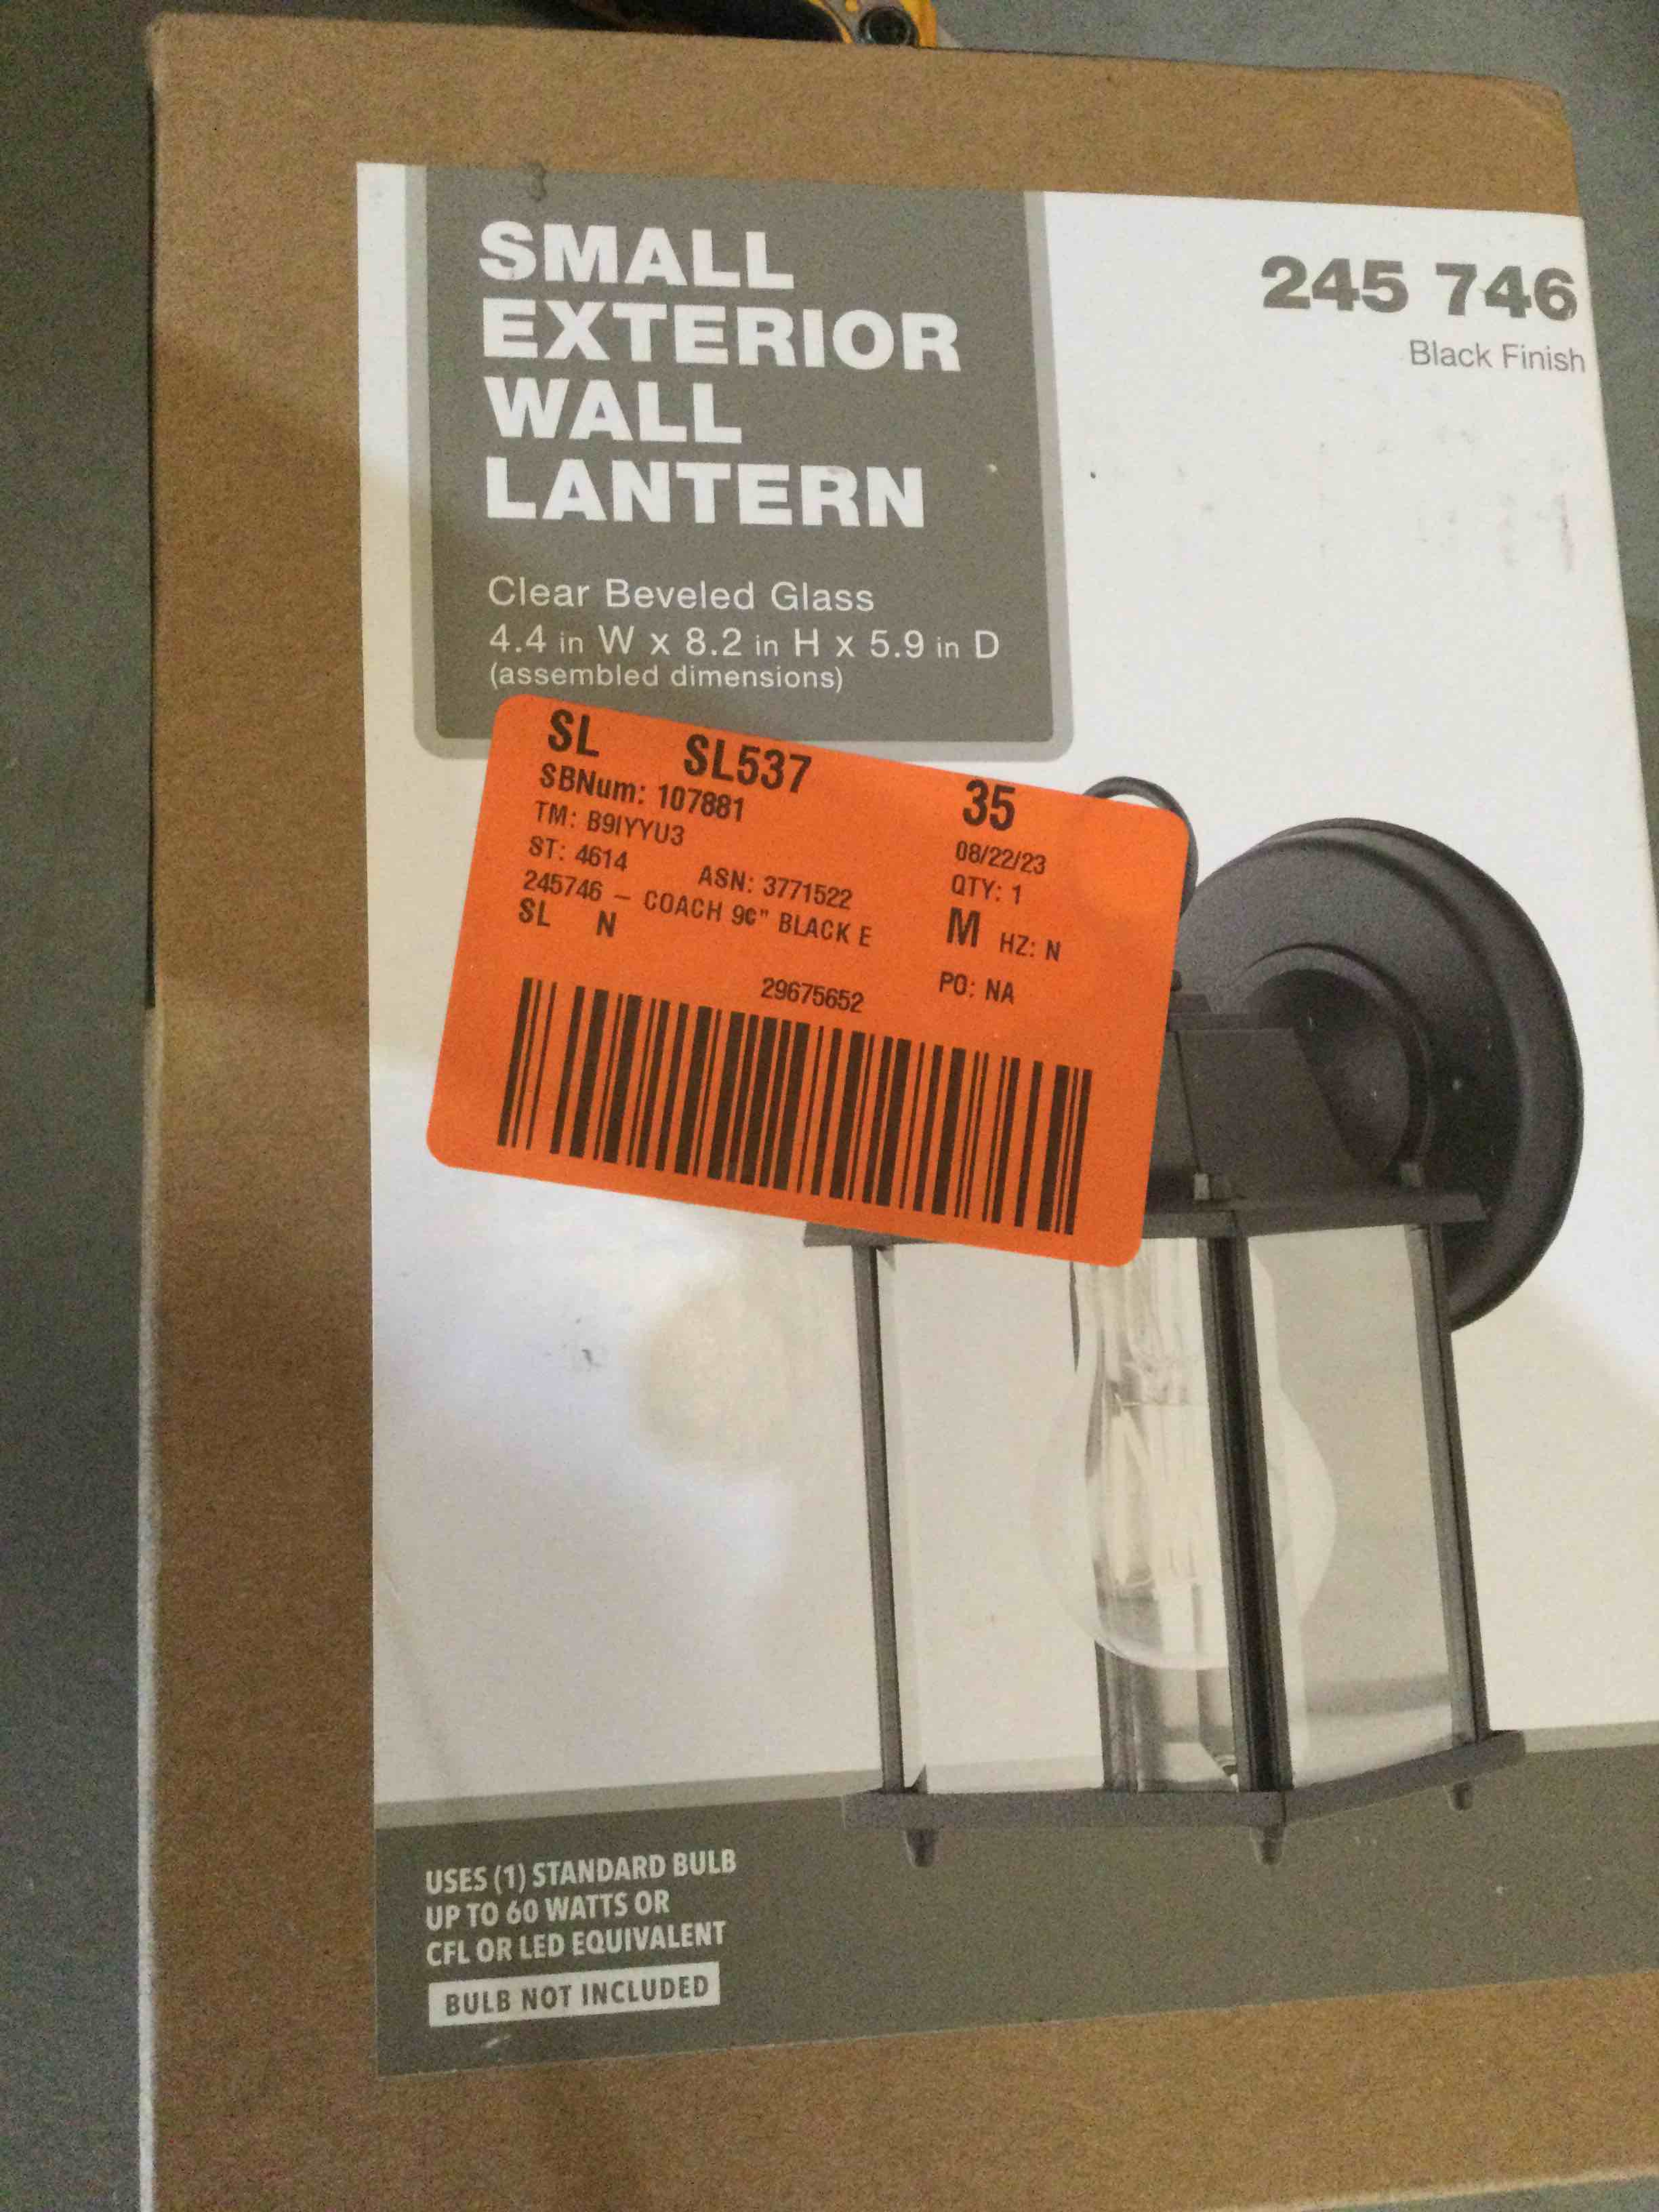 SMALL
EXTERIOR
WALL
LANTERN
Clear Beveled Glass
4.4 in W x 8.2 in H x 5.9 in D
(assembled dimensions)
245 746
Black Finish
SL SL537 35
SBNum: 107881 08/22/23
TM: B9IYYU3 QTY: 1
ST: 4614 ASN: 3771522 M HZ: N
245746 – COACH 9¢" BLACK E
SL N PO: NA
29675652
USES (1) STANDARD BULB
UP TO 60 WATTS OR
CFL OR LED EQUIVALENT
BULB NOT INCLUDED